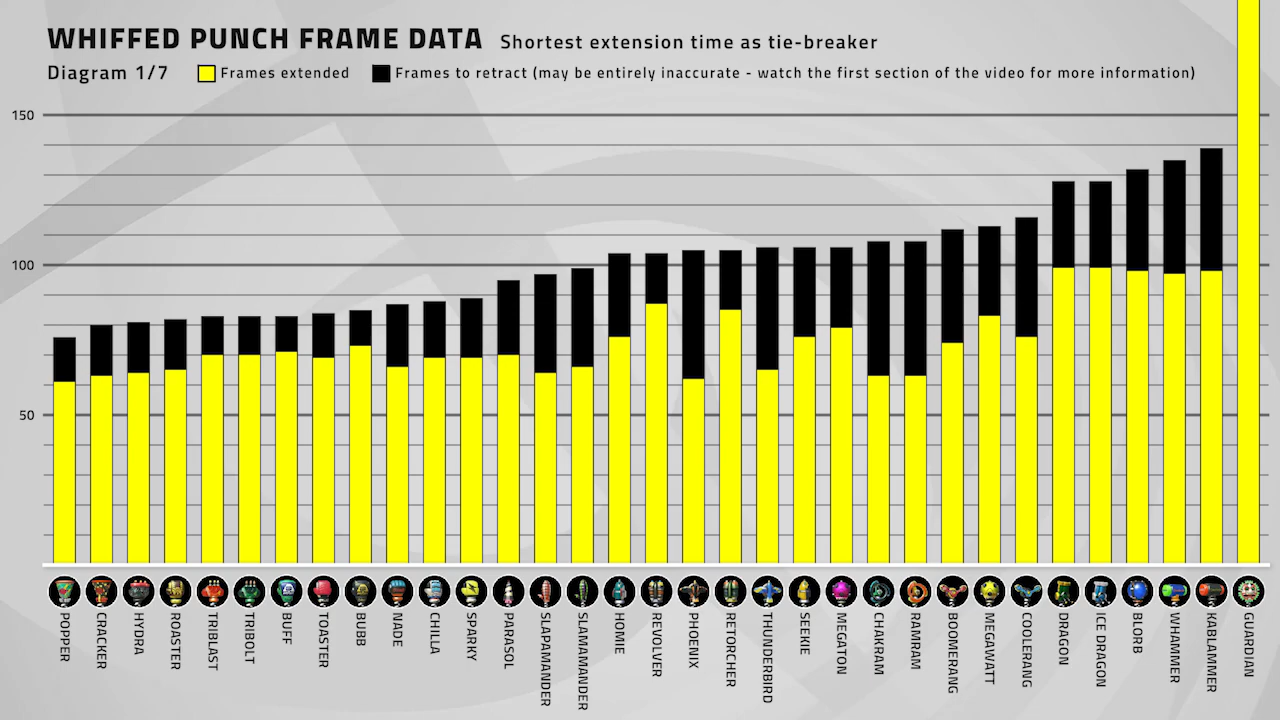 WHIFFED PUNCH FRAME DATA Shortest extension time as tie-breaker
Diagram 1/7 Frames extended Frames to retract (may be entirely inaccurate - watch the first section of the video for more information)
150
100
50
POPPER
CRACKER
HYDRA
ROASTER
TRIBLAST
TRIBOLT
BUFF
TOASTER
BUBB
NADE
CHILLA
SPARKY
PARASOL
SLAPAMANDER
SLAMAMANDER
HOMIE
REVOLVER
PHOENIX
RETORCHER
THUNDERBIRD
SEEKIE
MEGATON
CHAKRAM
RAMRAM
BOOMERANG
MEGAWATT
COOLERANG
DRAGON
ICE DRAGON
BLORB
WHAMMER
KABLAMMER
GUARDIAN